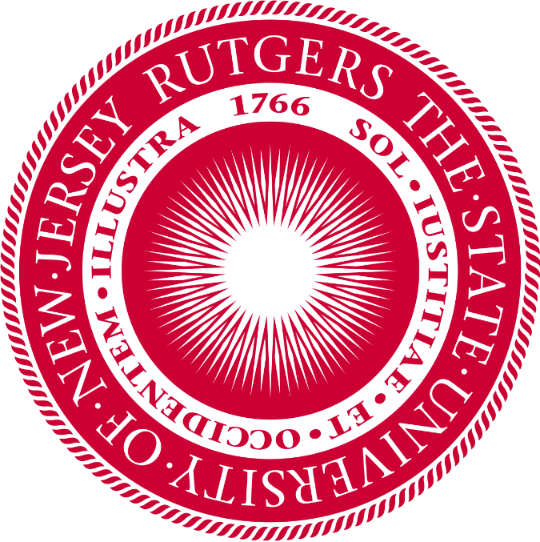 RUTGERS THE·STATE·UNIVERSITY·OF·NEW·JERSEY
1766
SOL·IUSTITIAE·ET·OCCIDENTEM·ILLUSTRA